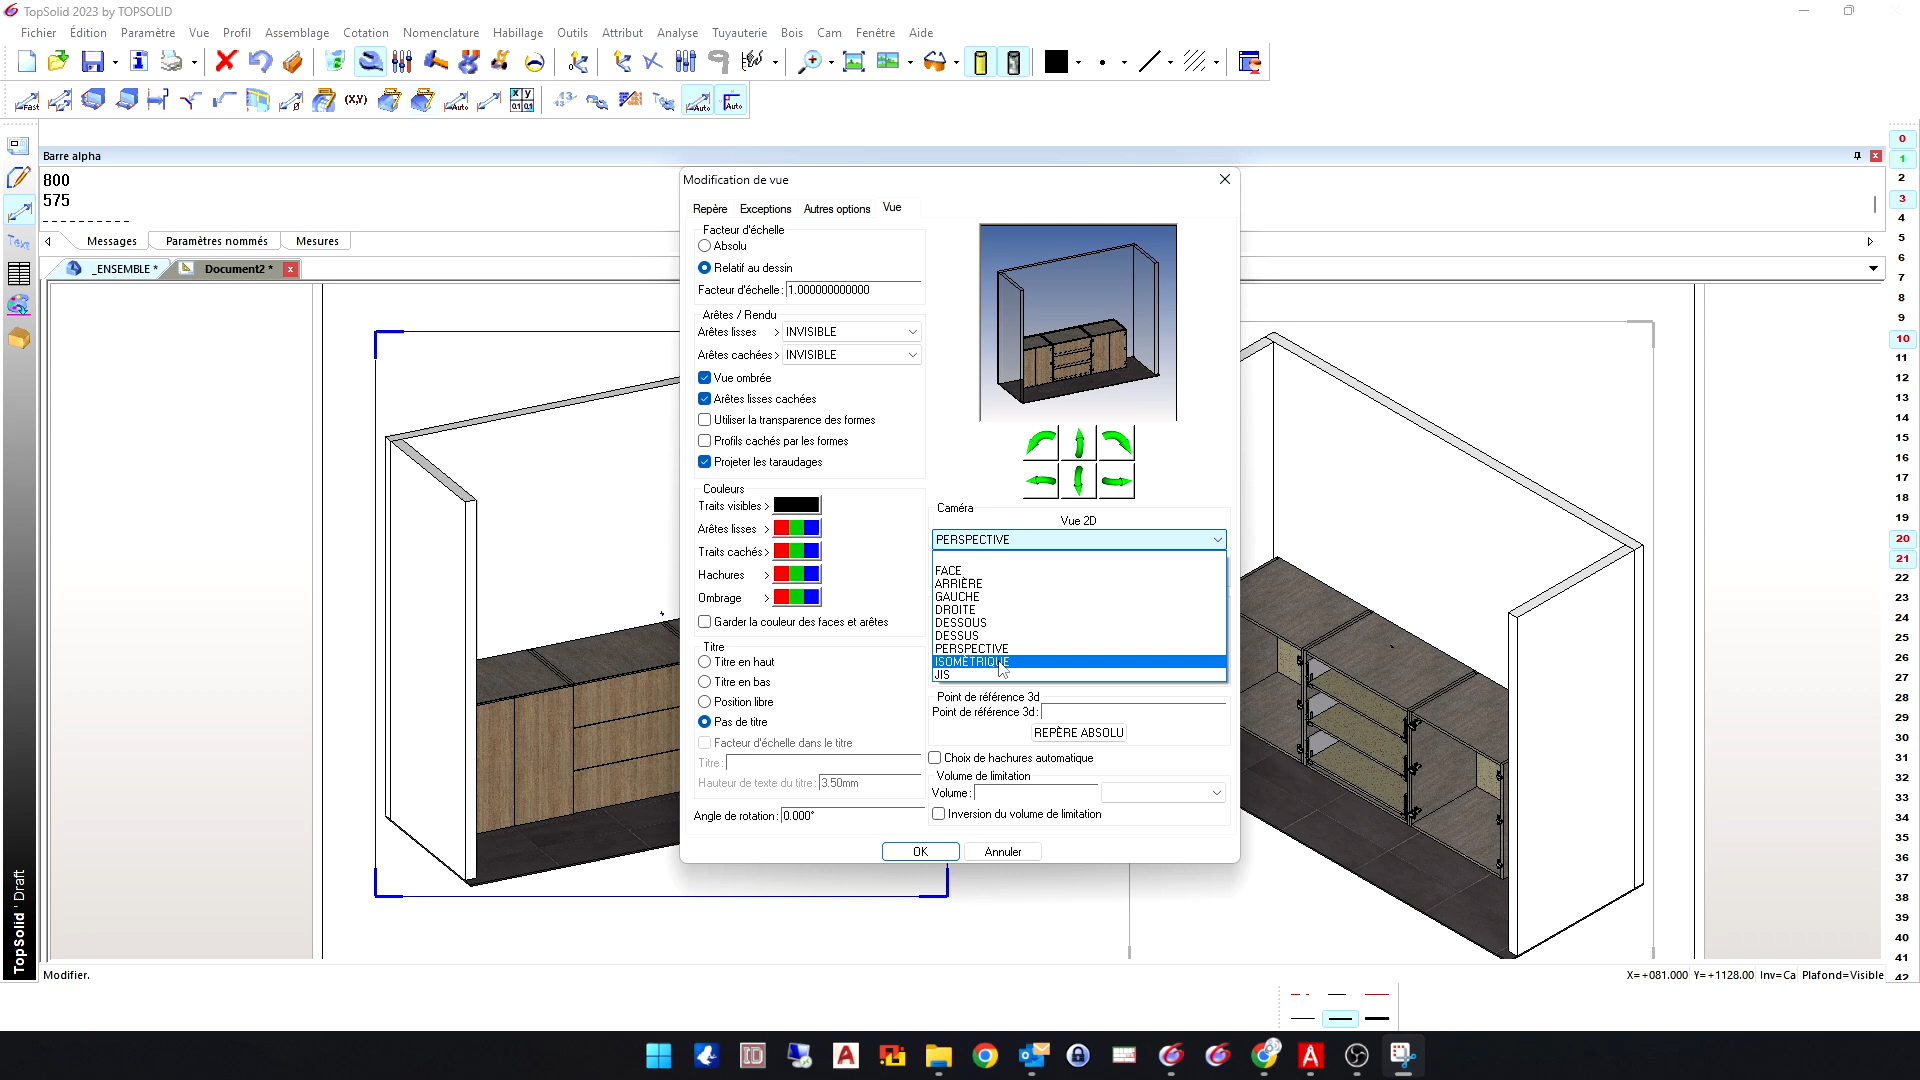 TopSolid 2023 by TOPSOLID
Fichier Édition Paramètre Vue Profil Assemblage Cotation Nomenclature Habillage Outils Attribut Analyse Tuyauterie Bois Cam Fenêtre Aide
Fast (X,Y) Auto X Y 0.1 0.1 Auto Auto
Barre alpha
800
575
Messages Paramètres nommés Mesures
_ENSEMBLE * Document2 *
Text
TopSolid 'Draft
Modification de vue
Repère Exceptions Autres options Vue
Facteur d'échelle
Absolu
Relatif au dessin
Facteur d'échelle : 1.000000000000
Arêtes / Rendu
Arêtes lisses > INVISIBLE
Arêtes cachées > INVISIBLE
Vue ombrée
Arêtes lisses cachées
Utiliser la transparence des formes
Profils cachés par les formes
Projeter les taraudages
Couleurs
Traits visibles >
Arêtes lisses >
Traits cachés >
Hachures >
Ombrage >
Garder la couleur des faces et arêtes
Titre
Titre en haut
Titre en bas
Position libre
Pas de titre
Facteur d'échelle dans le titre
Titre :
Hauteur de texte du titre : 3.50mm
Angle de rotation : 0.000°
Caméra
Vue 2D
PERSPECTIVE
FACE
ARRIÈRE
GAUCHE
DROITE
DESSOUS
DESSUS
PERSPECTIVE
ISOMÉTRIQUE
JIS
Point de référence 3d
Point de référence 3d :
REPÈRE ABSOLU
Choix de hachures automatique
Volume de limitation
Volume :
Inversion du volume de limitation
OK Annuler
0
1
2
3
4
5
6
7
8
9
10
11
12
13
14
15
16
17
18
19
20
21
22
23
24
25
26
27
28
29
30
31
32
33
34
35
36
37
38
39
40
41
42
Modifier.
X=+081.000 Y=+1128.00 Inv=Ca Plafond=Visible